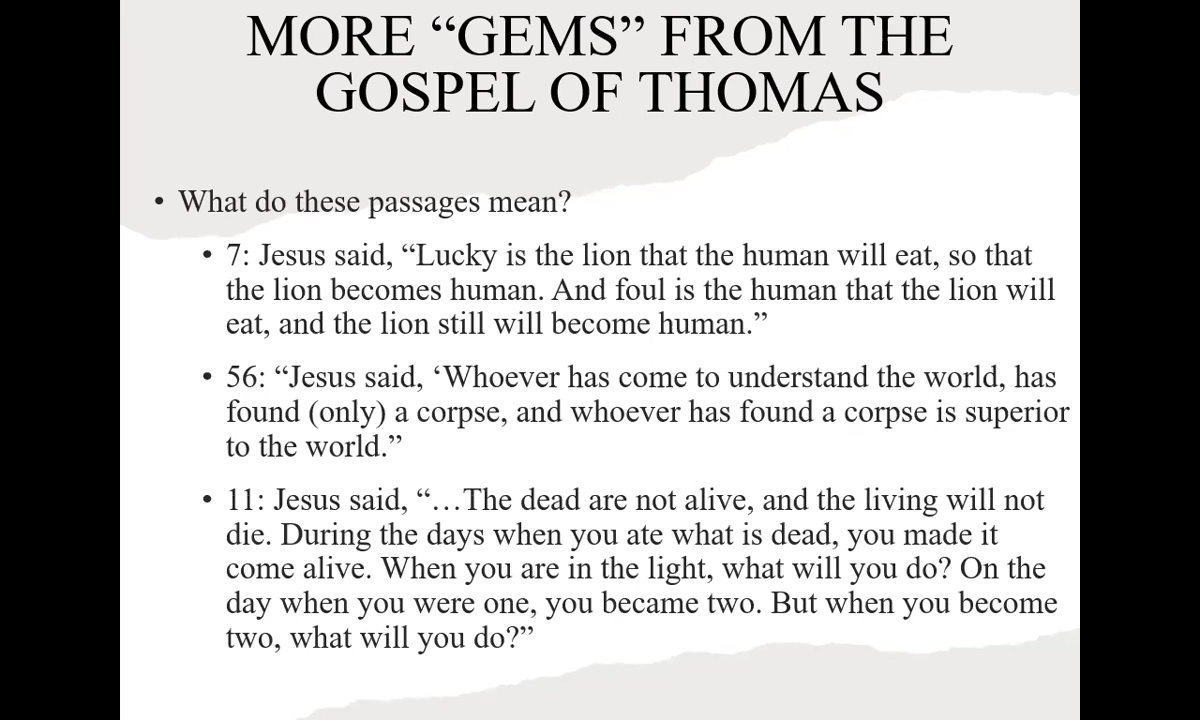 MORE “GEMS” FROM THE
GOSPEL OF THOMAS
• What do these passages mean?
• 7: Jesus said, “Lucky is the lion that the human will eat, so that
the lion becomes human. And foul is the human that the lion will
eat, and the lion still will become human.”
• 56: “Jesus said, ‘Whoever has come to understand the world, has
found (only) a corpse, and whoever has found a corpse is superior
to the world.”
• 11: Jesus said, “…The dead are not alive, and the living will not
die. During the days when you ate what is dead, you made it
come alive. When you are in the light, what will you do? On the
day when you were one, you became two. But when you become
two, what will you do?”